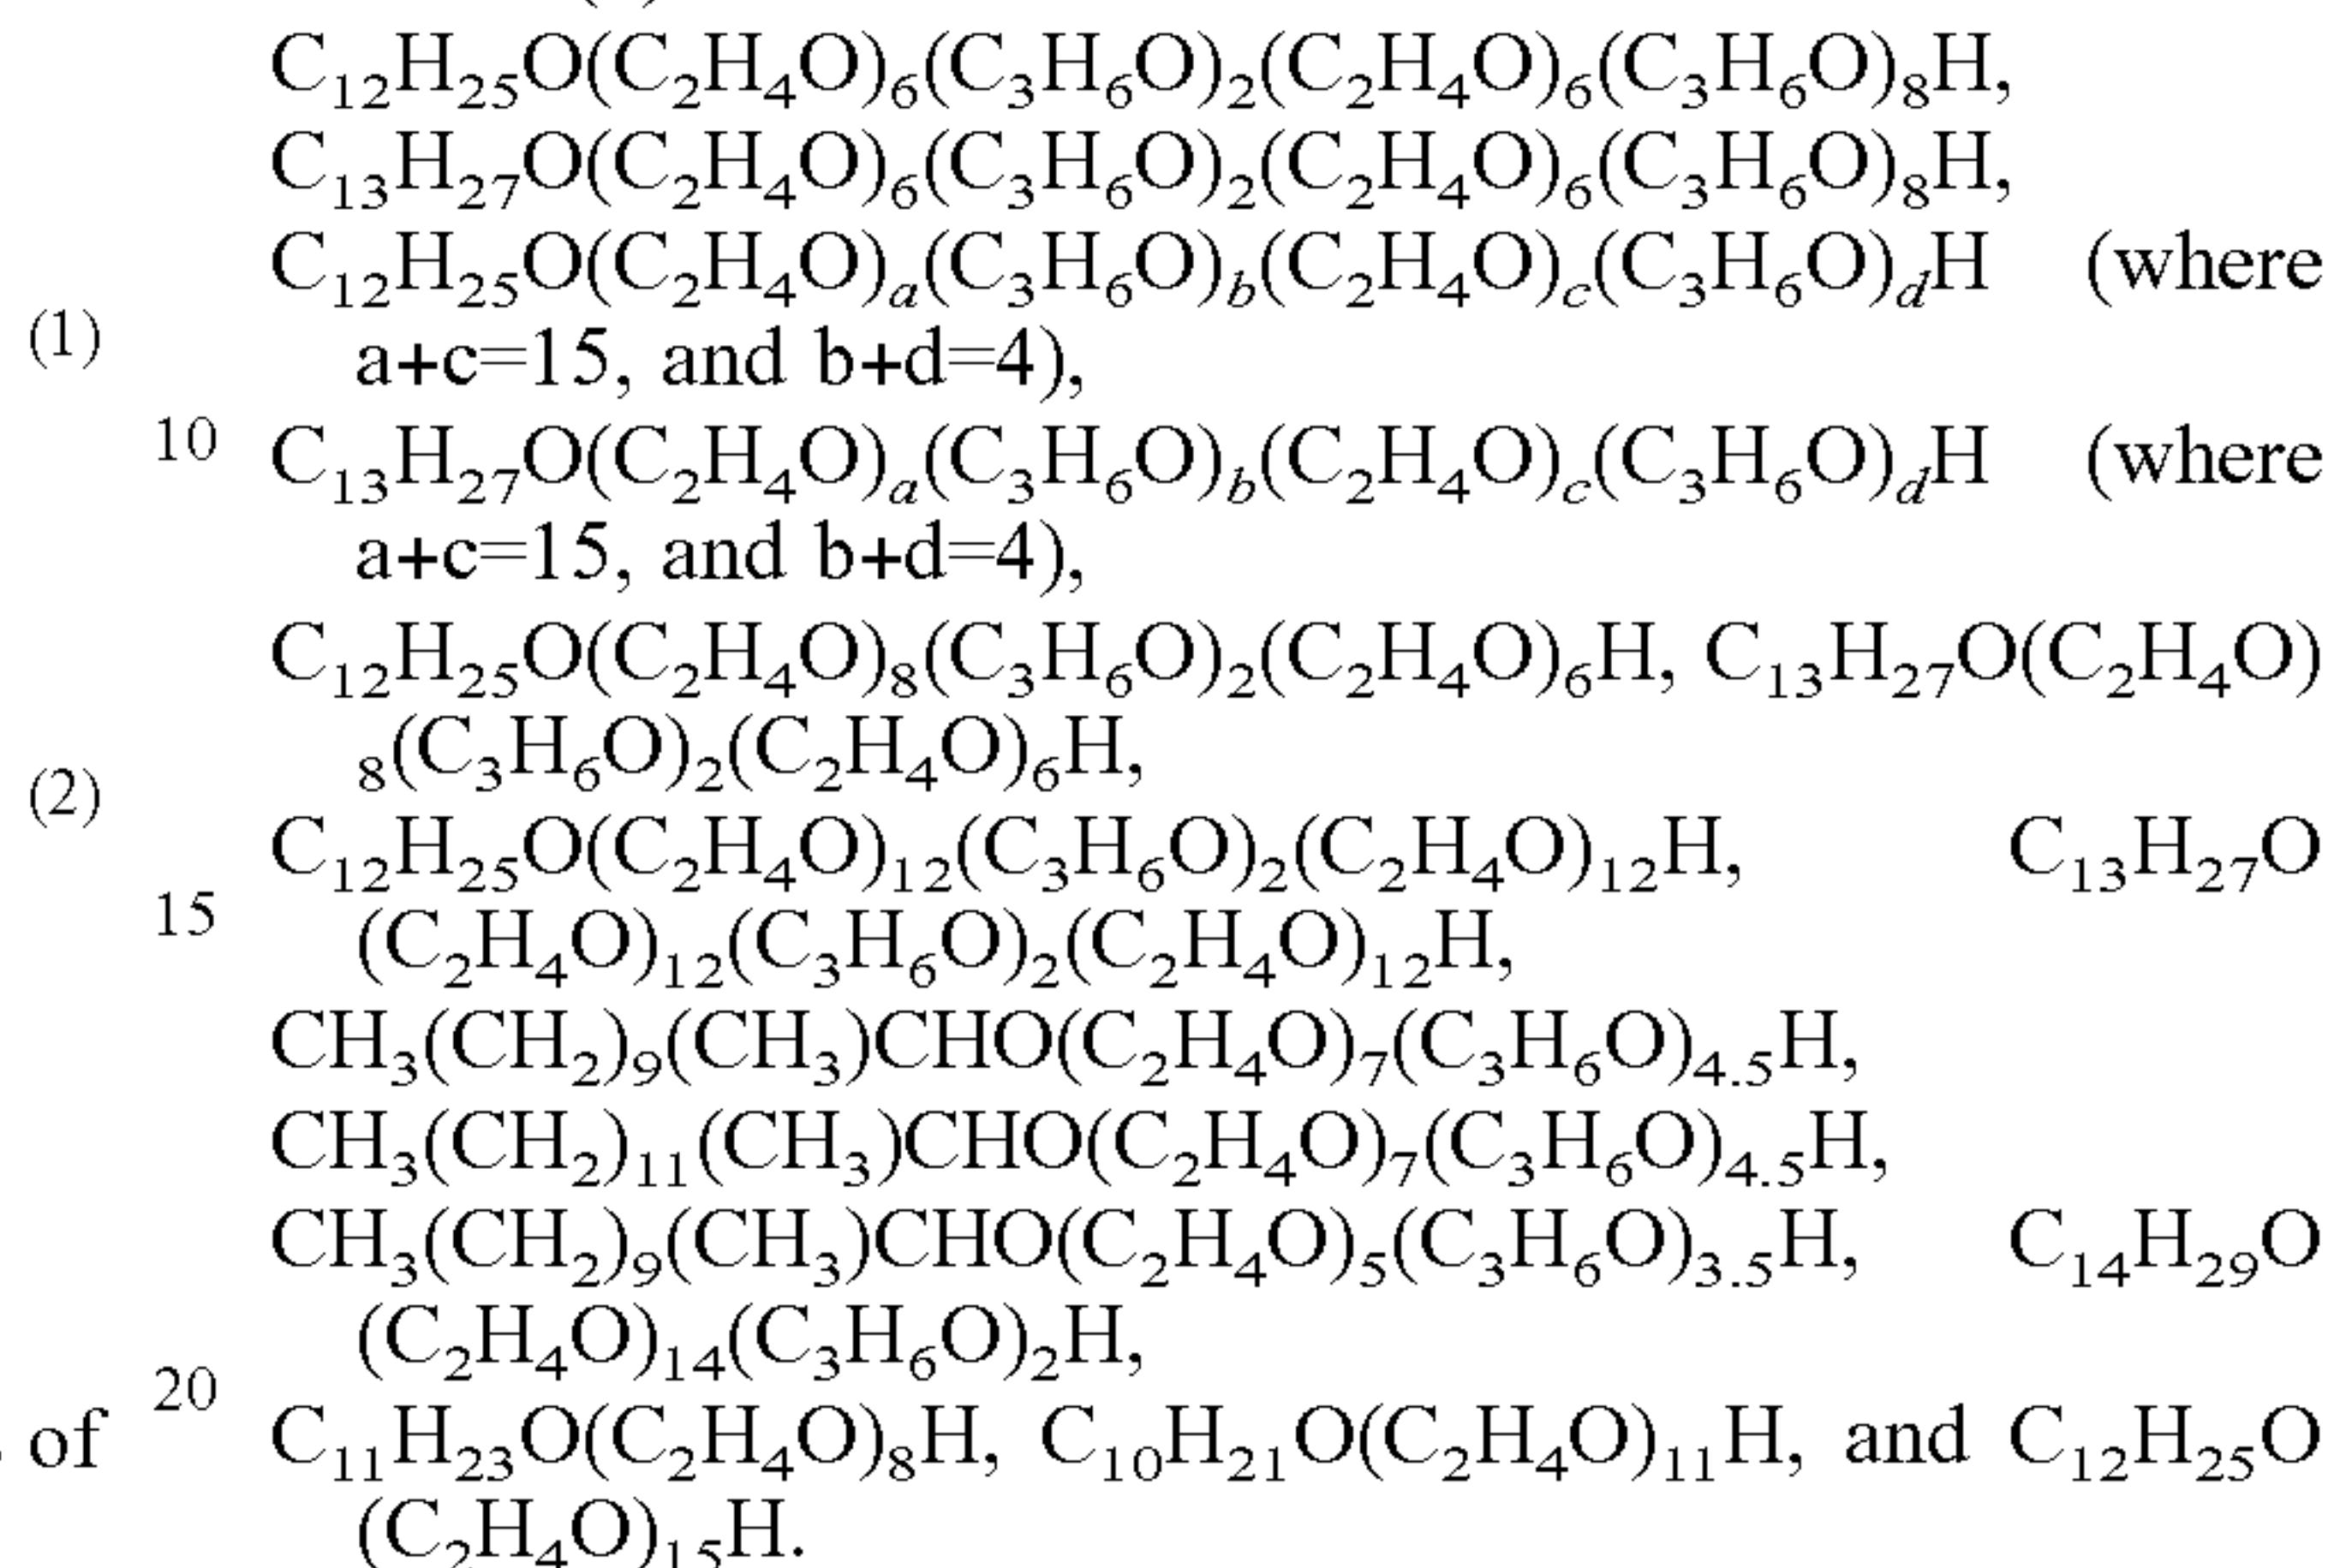 C₁₂H₂₅O(C₂H₄O)₆(C₃H₆O)₂(C₂H₄O)₆(C₃H₆O)₈H,
C₁₃H₂₇O(C₂H₄O)₆(C₃H₆O)₂(C₂H₄O)₆(C₃H₆O)₈H,
C₁₂H₂₅O(C₂H₄O)a(C₃H₆O)b(C₂H₄O)c(C₃H₆O)dH (where
(1)
a+c=15, and b+d=4),
10 C₁₃H₂₇O(C₂H₄O)a(C₃H₆O)b(C₂H₄O)c(C₃H₆O)dH (where
a+c=15, and b+d=4),
C₁₂H₂₅O(C₂H₄O)₈(C₃H₆O)₂(C₂H₄O)₆H, C₁₃H₂₇O(C₂H₄O)
₈(C₃H₆O)₂(C₂H₄O)₆H,
(2)
C₁₂H₂₅O(C₂H₄O)₁₂(C₃H₆O)₂(C₂H₄O)₁₂H, C₁₃H₂₇O
15
(C₂H₄O)₁₂(C₃H₆O)₂(C₂H₄O)₁₂H,
CH₃(CH₂)₉(CH₃)CHO(C₂H₄O)₇(C₃H₆O)₄.₅H,
CH₃(CH₂)₁₁(CH₃)CHO(C₂H₄O)₇(C₃H₆O)₄.₅H,
CH₃(CH₂)₉(CH₃)CHO(C₂H₄O)₅(C₃H₆O)₃.₅H, C₁₄H₂₉O
(C₂H₄O)₁₄(C₃H₆O)₂H,
20
of C₁₁H₂₃O(C₂H₄O)₈H, C₁₀H₂₁O(C₂H₄O)₁₁H, and C₁₂H₂₅O
(C₂H₄O)₁₅H.